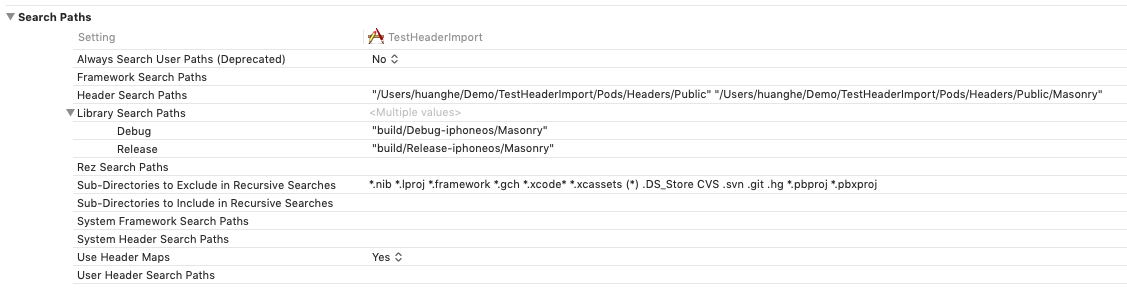 Search Paths
Setting TestHeaderImport
Always Search User Paths (Deprecated) No
Framework Search Paths
Header Search Paths "/Users/huanghe/Demo/TestHeaderImport/Pods/Headers/Public" "/Users/huanghe/Demo/TestHeaderImport/Pods/Headers/Public/Masonry"
Library Search Paths <Multiple values>
Debug "build/Debug-iphoneos/Masonry"
Release "build/Release-iphoneos/Masonry"
Rez Search Paths
Sub-Directories to Exclude in Recursive Searches *.nib *.lproj *.framework *.gch *.xcode* *.xcassets (*) .DS_Store CVS .svn .git .hg *.pbproj *.pbxproj
Sub-Directories to Include in Recursive Searches
System Framework Search Paths
System Header Search Paths
Use Header Maps Yes
User Header Search Paths